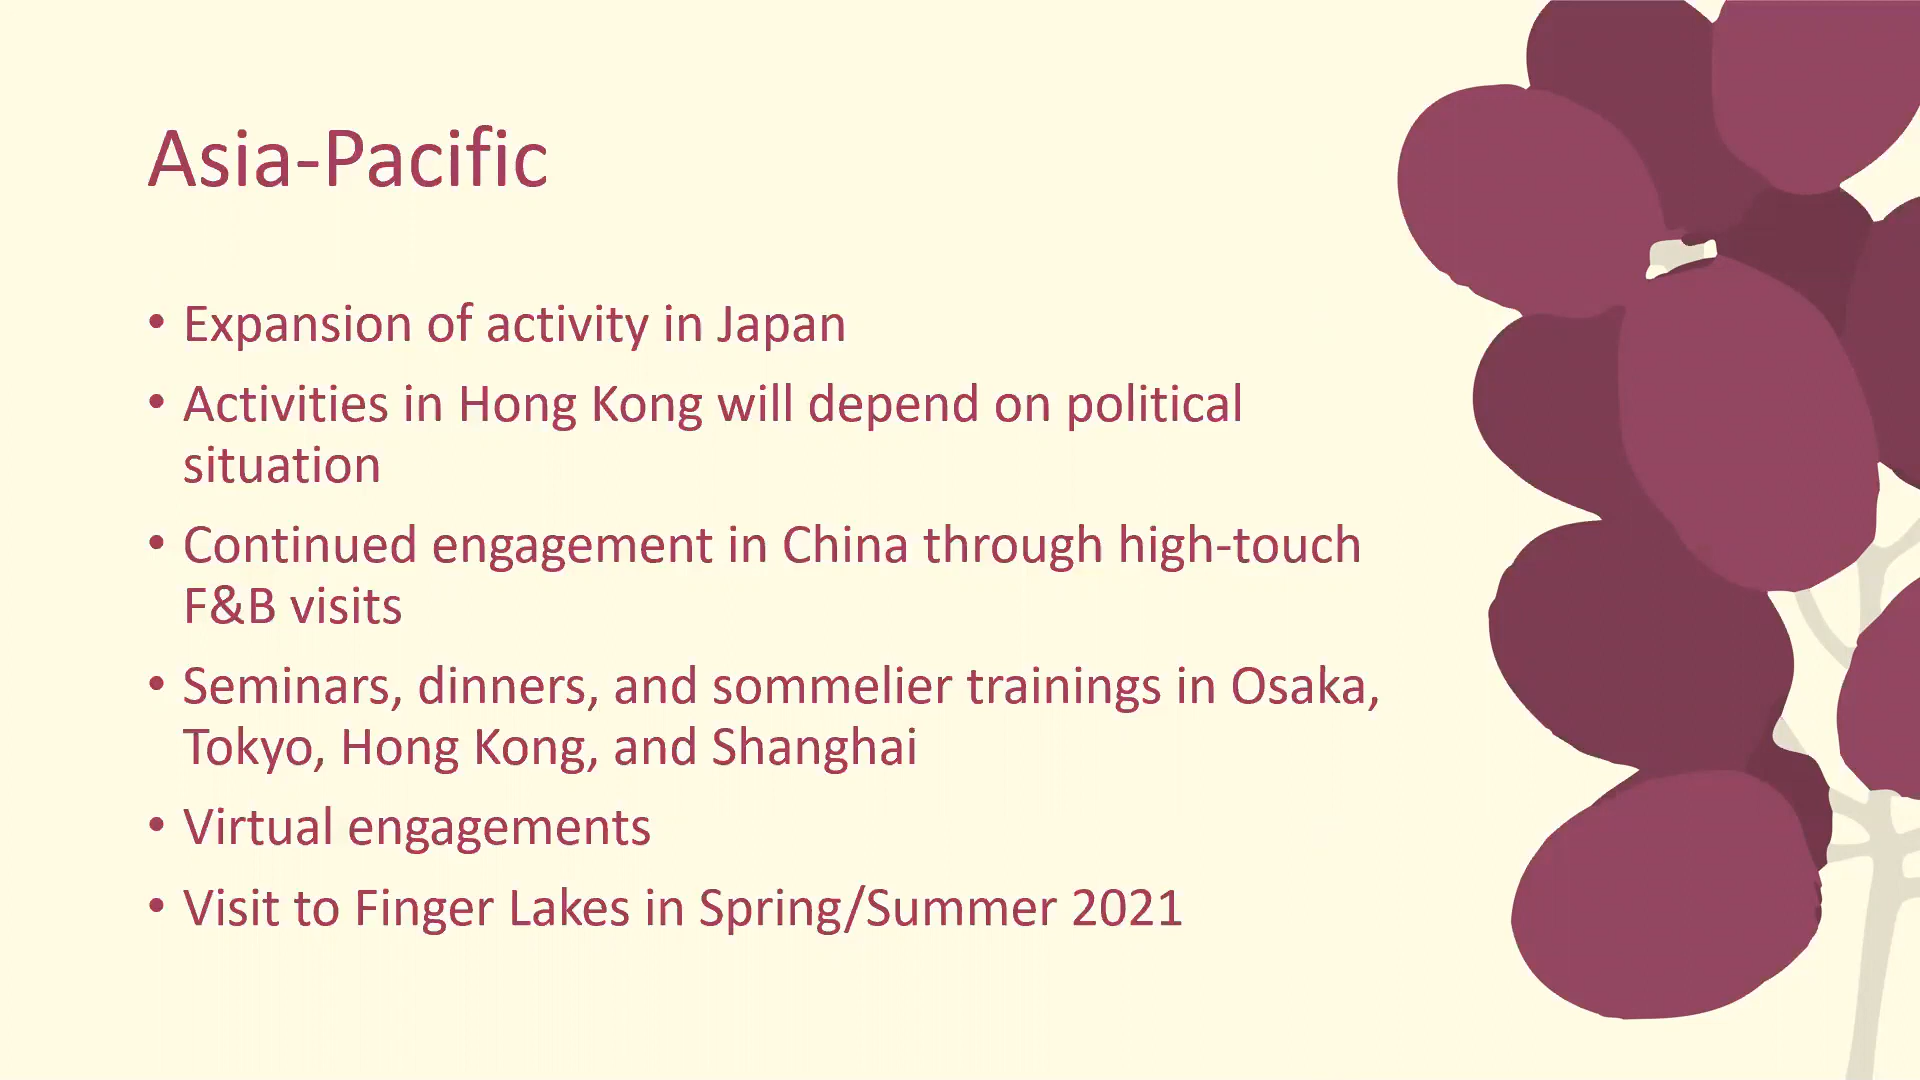 Asia-Pacific
• Expansion of activity in Japan
• Activities in Hong Kong will depend on political
situation
• Continued engagement in China through high-touch
F&B visits
• Seminars, dinners, and sommelier trainings in Osaka,
Tokyo, Hong Kong, and Shanghai
• Virtual engagements
• Visit to Finger Lakes in Spring/Summer 2021